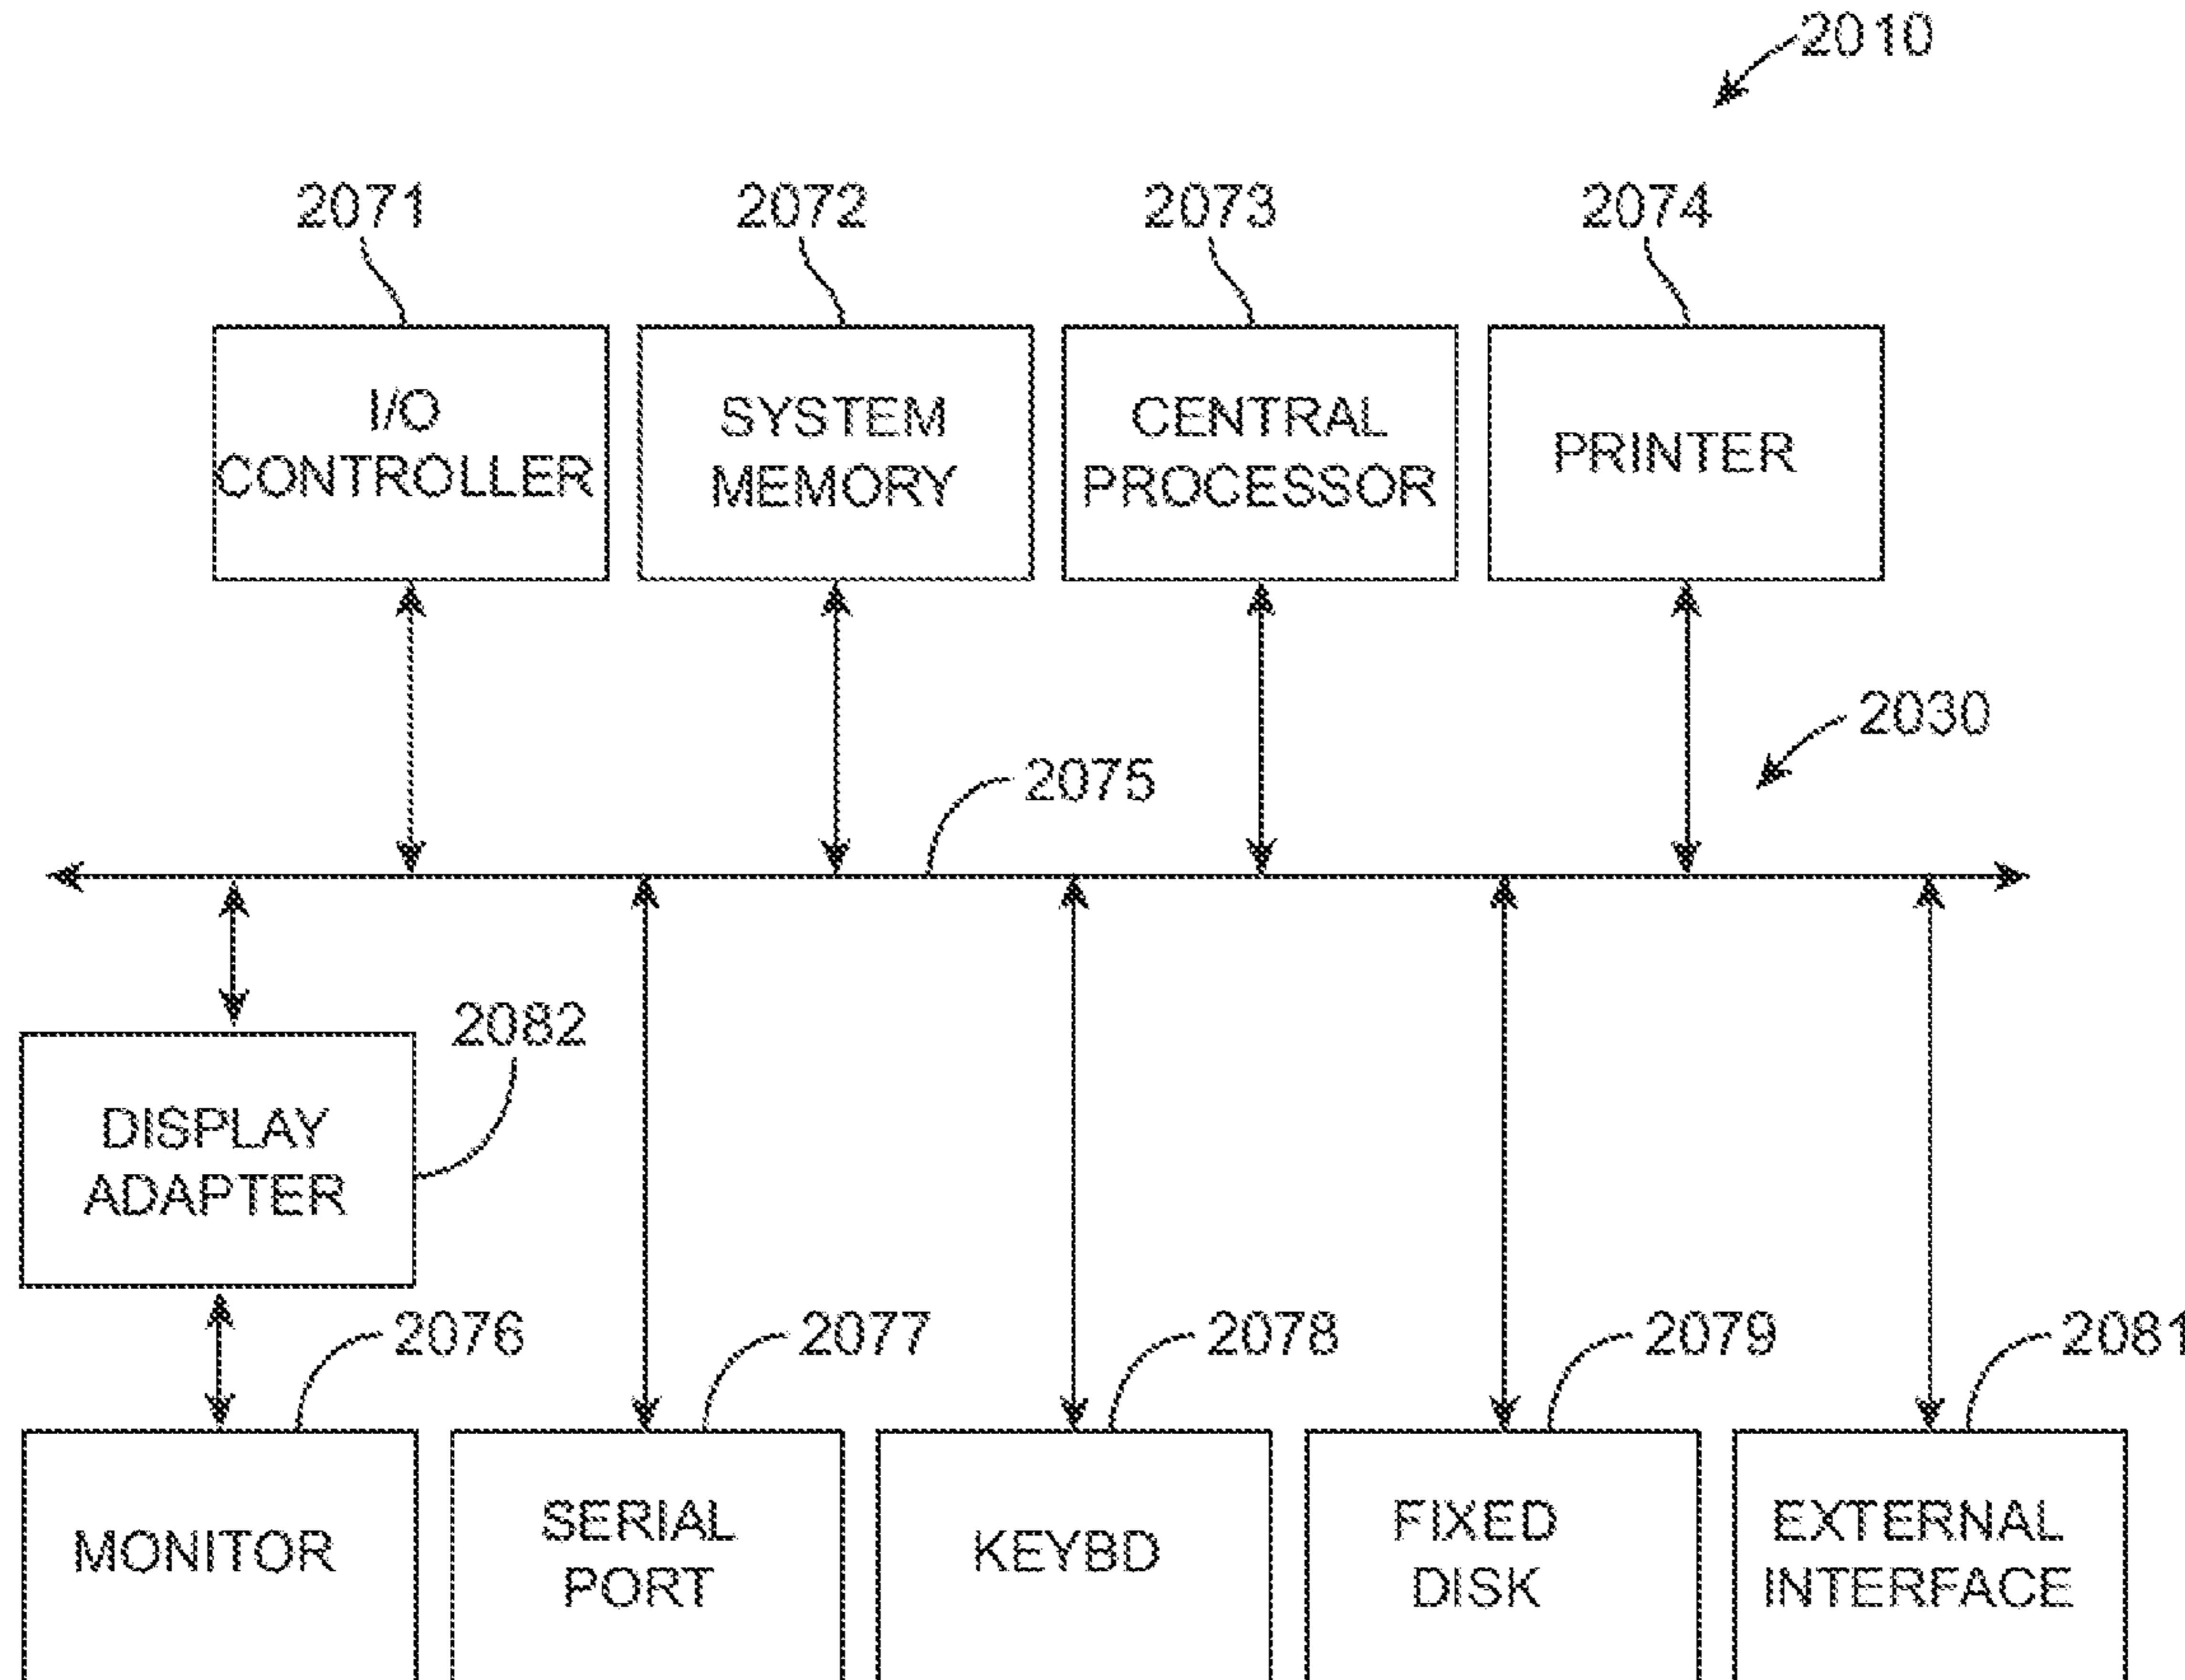 2010
2071
2072
2073
2074
I/O
CONTROLLER
SYSTEM
MEMORY
CENTRAL
PROCESSOR
PRINTER
2030
2075
2082
DISPLAY
ADAPTER
2076
2077
2078
2079
2081
MONITOR
SERIAL
PORT
KEYBD
FIXED
DISK
EXTERNAL
INTERFACE